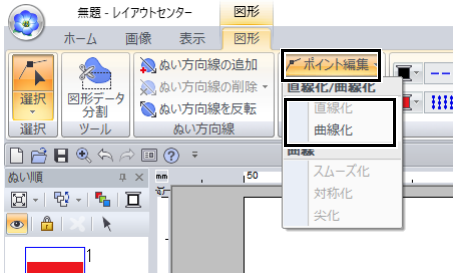 無題 - レイアウトセンター 図形
ホーム 画像 表示 図形
選択
選択
図形データ
分割
ツール
ぬい方向線の追加
ぬい方向線の削除
ぬい方向線を反転
ぬい方向線
ポイント編集
直線化/曲線化
直線化
曲線化
曲線
スムーズ化
対称化
尖化
ぬい順
mm
50
1